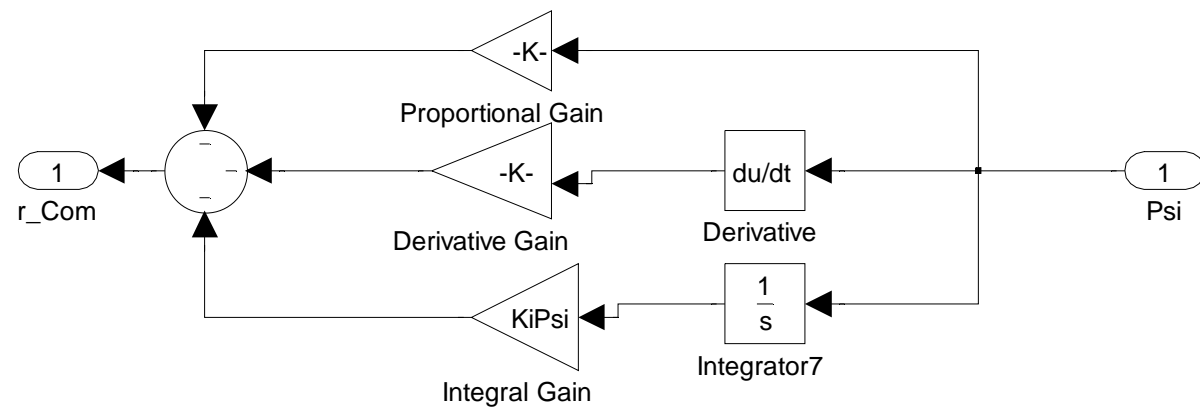 -K-
Proportional Gain
1
r_Com
−
−
−
-K-
Derivative Gain
du/dt
Derivative
1
Psi
KiPsi
Integral Gain
1
s
Integrator7